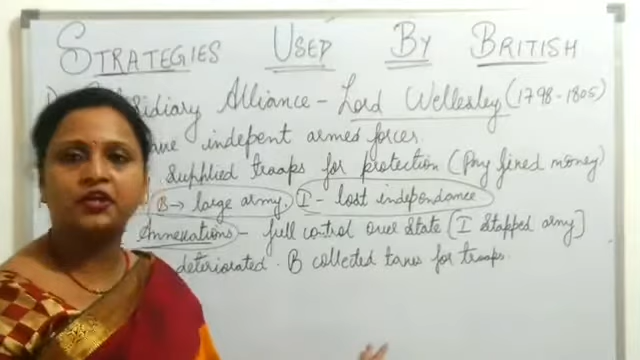 STRATEGIES USED BY BRITISH
Subsidiary Alliance - Lord Wellesley (1798-1805)
indepent armed forces.
supplied troops for protection (Pay fixed money)
B → large army. I - lost independance
Annexations - full control over State [I stopped army]
deteriorated. B collected taxes for troops.